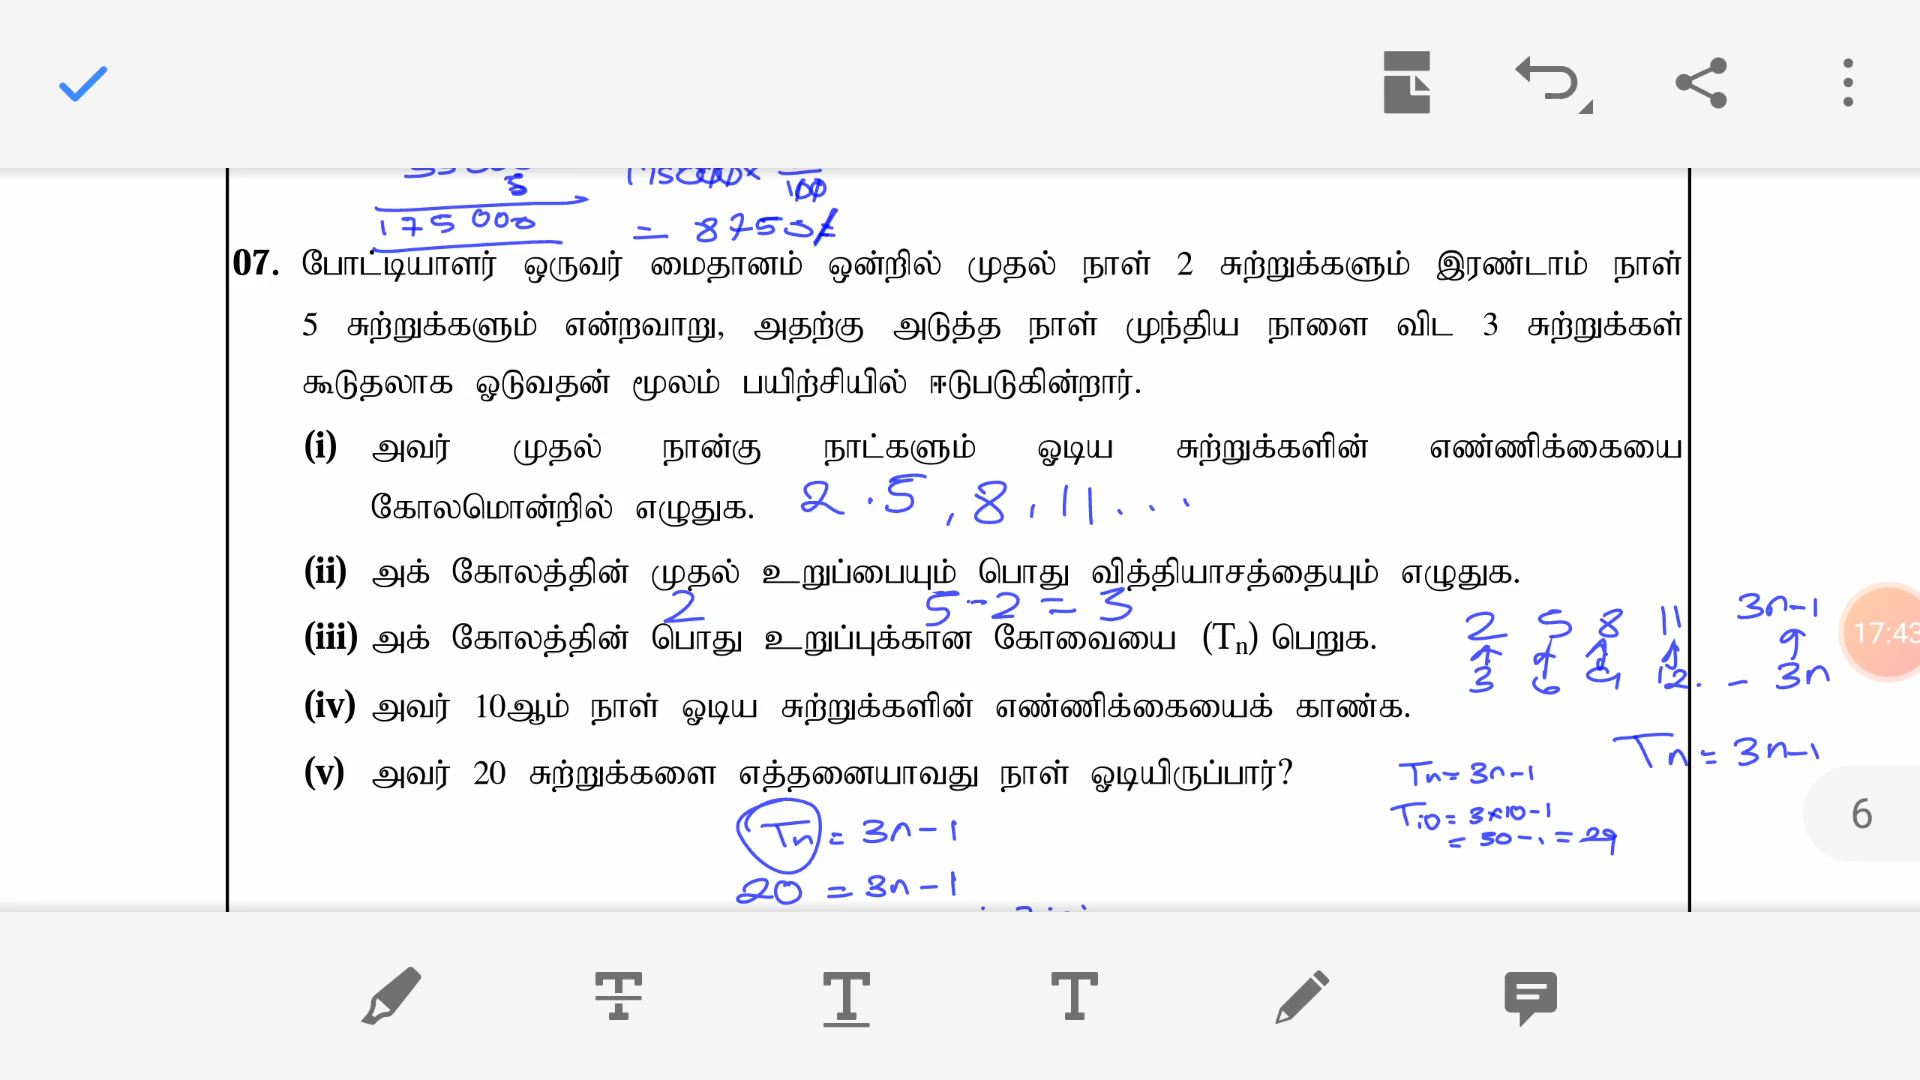 175 000
= 8750
07. போட்டியாளர் ஒருவர் மைதானம் ஒன்றில் முதல் நாள் 2 சுற்றுக்களும் இரண்டாம் நாள்
5 சுற்றுக்களும் என்றவாறு, அதற்கு அடுத்த நாள் முந்திய நாளை விட 3 சுற்றுக்கள்
கூடுதலாக ஓடுவதன் மூலம் பயிற்சியில் ஈடுபடுகின்றார்.
(i) அவர் முதல் நான்கு நாட்களும் ஓடிய சுற்றுக்களின் எண்ணிக்கையை
கோலமொன்றில் எழுதுக. 2 . 5 , 8 , 11 . . .
(ii) அக் கோலத்தின் முதல் உறுப்பையும் பொது வித்தியாசத்தையும் எழுதுக.
2 5 - 2 = 3
(iii) அக் கோலத்தின் பொது உறுப்புக்கான கோவையை (Tn) பெறுக.
2 5 8 11 3n-1
3 6 9 12 . - 3n
17:43
(iv) அவர் 10ஆம் நாள் ஓடிய சுற்றுக்களின் எண்ணிக்கையைக் காண்க.
Tn = 3n-1
(v) அவர் 20 சுற்றுக்களை எத்தனையாவது நாள் ஓடியிருப்பார்?
Tn = 3n-1
T10 = 3×10-1
= 30-1 = 29
6
Tn = 3n-1
20 = 3n-1